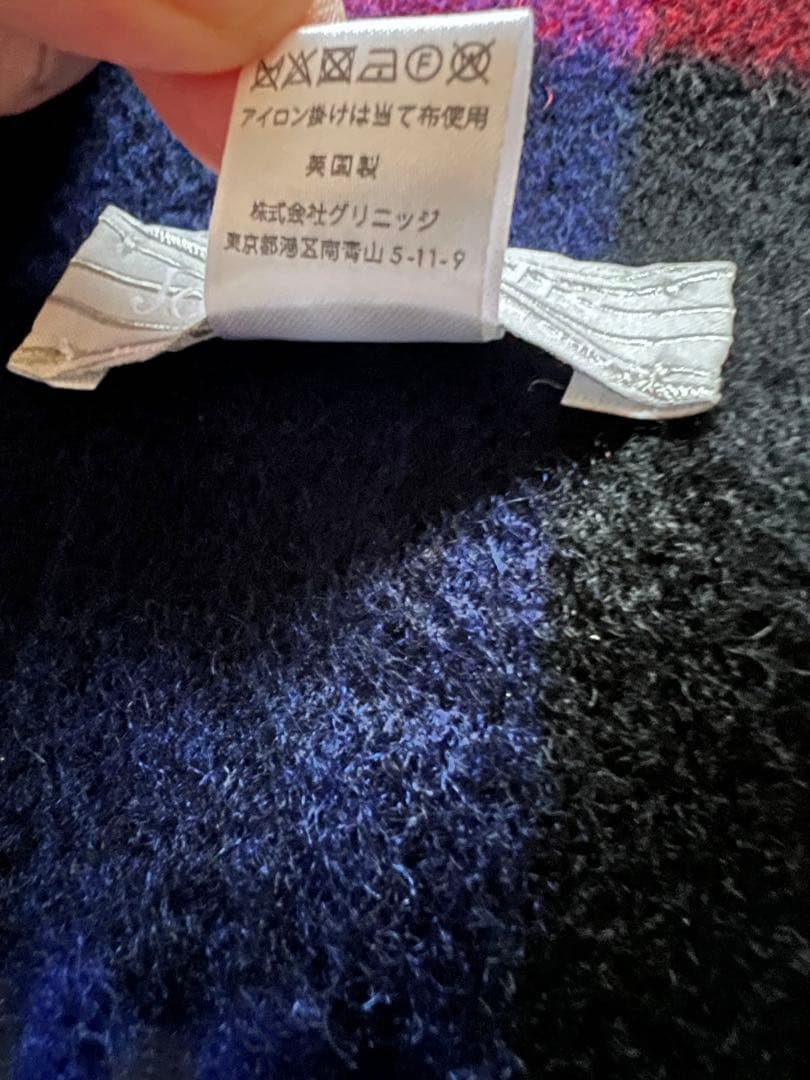 F W
アイロン掛けは当て布使用
英国製
株式会社グリニッジ
東京都港区南青山 5-11-9